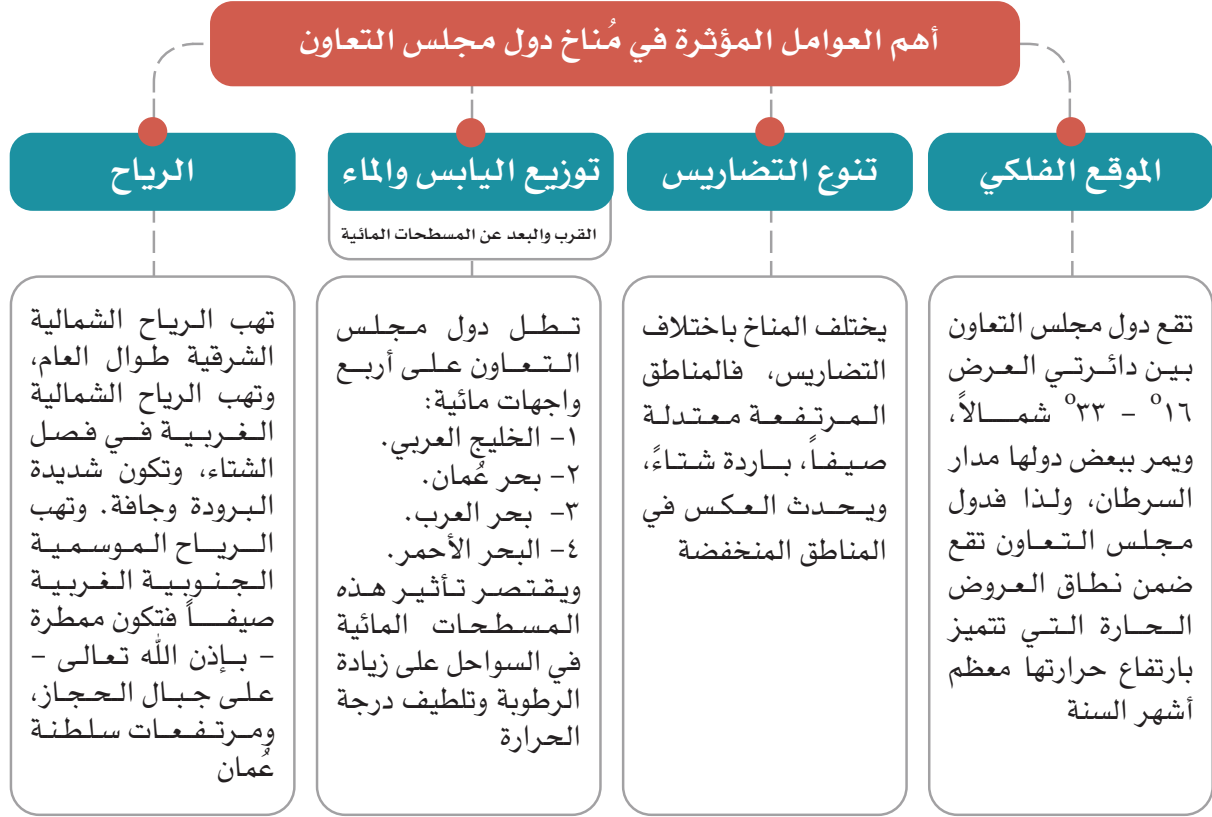 أهم العوامل المؤثرة في مُناخ دول مجلس التعاون
الموقع الفلكي
تقع دول مجلس التعاون
بين دائرتي العرض
١٦⁰ - ٣٣⁰ شمالاً،
ويمر ببعض دولها مدار
السرطان، ولذا فدول
مجلس التعاون تقع
ضمن نطاق العروض
الحارة التي تتميز
بارتفاع حرارتها معظم
أشهر السنة
تنوع التضاريس
يختلف المناخ باختلاف
التضاريس، فالمناطق
المرتفعة معتدلة
صيفاً، باردة شتاءً،
ويحدث العكس في
المناطق المنخفضة
توزيع اليابس والماء
القرب والبعد عن المسطحات المائية
تطل دول مجلس
التعاون على أربع
واجهات مائية:
١- الخليج العربي.
٢- بحر عُمان.
٣- بحر العرب.
٤- البحر الأحمر.
ويقتصر تأثير هذه
المسطحات المائية
في السواحل على زيادة
الرطوبة وتلطيف درجة
الحرارة
الرياح
تهب الرياح الشمالية
الشرقية طوال العام،
وتهب الرياح الشمالية
الغربية في فصل
الشتاء، وتكون شديدة
البرودة وجافة. وتهب
الرياح الموسمية
الجنوبية الغربية
صيفاً فتكون ممطرة
- بإذن الله تعالى -
على جبال الحجاز،
ومرتفعات سلطنة
عُمان